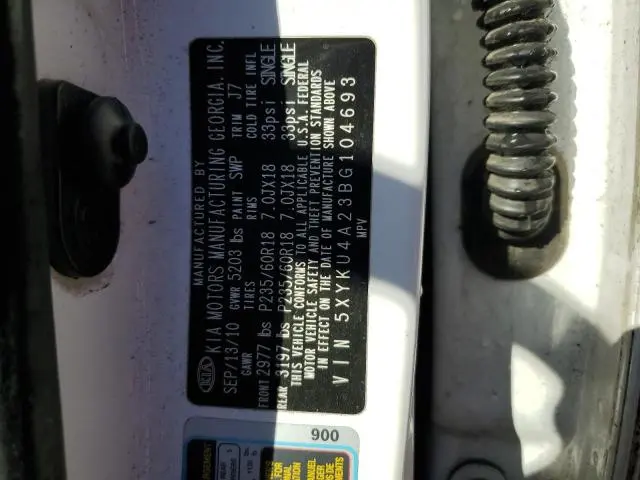 MANUFACTURED BY
KIA KIA MOTORS MANUFACTURING GEORGIA, INC.
SEP/13/10 GVWR 5203 lbs PAINT SWP TRIM J7
GAWR TIRES RIMS COLD TIRE INFL
FRONT 2977 lbs P235/60R18 7.0JX18 33psi SINGLE
REAR 3197 lbs P235/60R18 7.0JX18 33psi SINGLE
THIS VEHICLE CONFORMS TO ALL APPLICABLE U.S.A. FEDERAL
MOTOR VEHICLE SAFETY AND THEFT PREVENTION STANDARDS
IN EFFECT ON THE DATE OF MANUFACTURE SHOWN ABOVE
VIN 5XYKU4A23BG104693
MPV
900